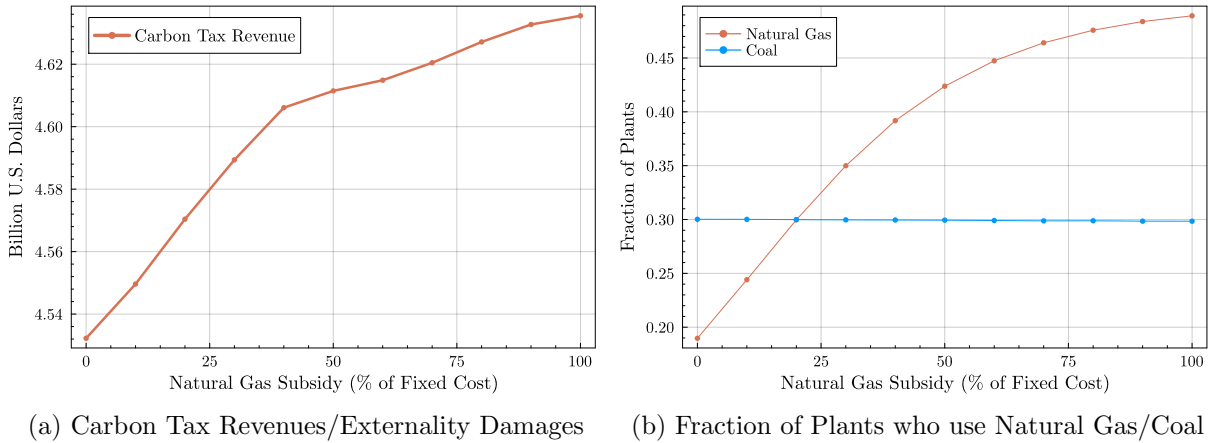 Carbon Tax Revenue
4.62
4.60
4.58
4.56
4.54
Billion U.S. Dollars
0 25 50 75 100
Natural Gas Subsidy (% of Fixed Cost)
(a) Carbon Tax Revenues/Externality Damages
Natural Gas
Coal
0.45
0.40
0.35
0.30
0.25
0.20
Fraction of Plants
0 25 50 75 100
Natural Gas Subsidy (% of Fixed Cost)
(b) Fraction of Plants who use Natural Gas/Coal